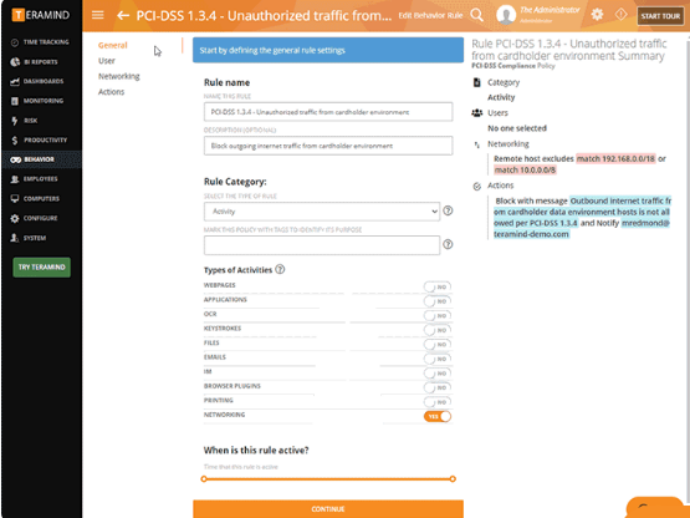 TERAMIND
PCI-DSS 1.3.4 - Unauthorized traffic from...
Edit Behavior Rule
The Administrator
Administrator
START TOUR
TIME TRACKING
BI REPORTS
DASHBOARDS
MONITORING
RISK
PRODUCTIVITY
BEHAVIOR
EMPLOYEES
COMPUTERS
CONFIGURE
SYSTEM
TRY TERAMIND
General
User
Networking
Actions
Start by defining the general rule settings
Rule name
NAME THIS RULE
PCI-DSS 1.3.4 - Unauthorized traffic from cardholder environment
DESCRIPTION (OPTIONAL)
Block outgoing internet traffic from cardholder environment
Rule Category:
SELECT THE TYPE OF RULE
Activity
MARK THIS POLICY WITH TAGS TO IDENTIFY ITS PURPOSE
Types of Activities
WEBPAGES NO
APPLICATIONS NO
OCR NO
KEYSTROKES NO
FILES NO
EMAILS NO
IM NO
BROWSER PLUGINS NO
PRINTING NO
NETWORKING YES
When is this rule active?
Time that this rule is active
CONTINUE
Rule PCI-DSS 1.3.4 - Unauthorized traffic
from cardholder environment Summary
PCI-DSS Compliance Policy
Category
Activity
Users
No one selected
Networking
Remote host excludes match 192.168.0.0/16 or
match 10.0.0.0/8
Actions
Block with message Outbound internet traffic fr
om cardholder data environment hosts is not all
owed per PCI-DSS 1.3.4 and Notify mredmond@
teramind-demo.com